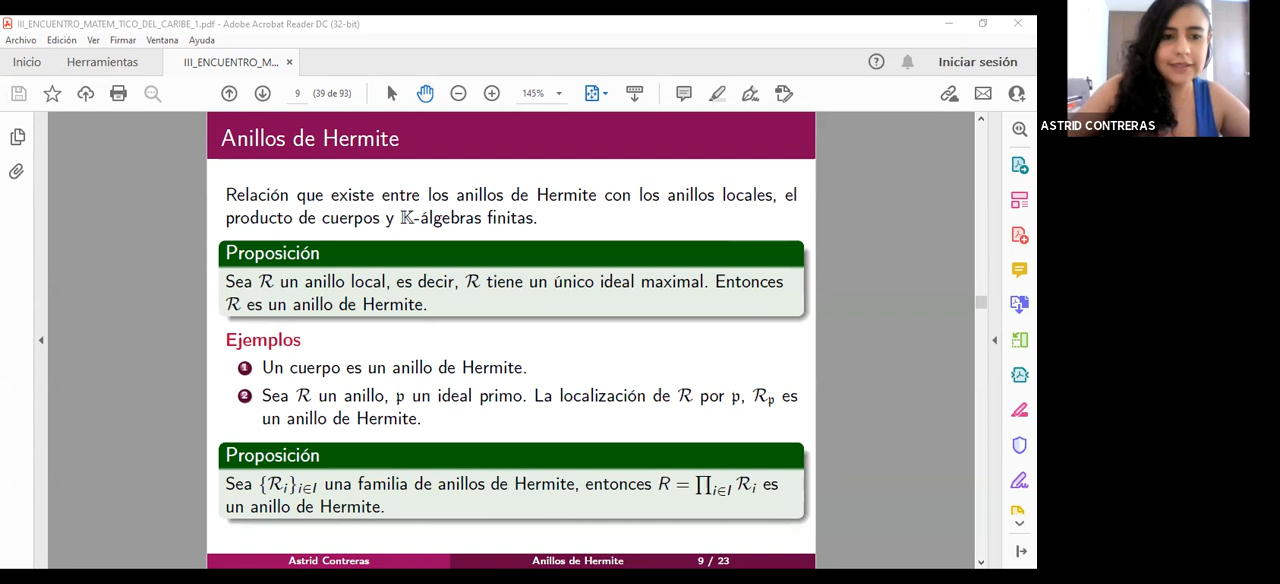 III_ENCUENTRO_MATEM_TICO_DEL_CARIBE_1.pdf - Adobe Acrobat Reader DC (32-bit)
Archivo Edición Ver Firmar Ventana Ayuda
Inicio Herramientas III_ENCUENTRO_M... × Iniciar sesión
9 (39 de 93) 145%
ASTRID CONTRERAS
Anillos de Hermite
Relación que existe entre los anillos de Hermite con los anillos locales, el
producto de cuerpos y 𝕂-álgebras finitas.
Proposición
Sea ℛ un anillo local, es decir, ℛ tiene un único ideal maximal. Entonces
ℛ es un anillo de Hermite.
Ejemplos
1 Un cuerpo es un anillo de Hermite.
2 Sea ℛ un anillo, 𝔭 un ideal primo. La localización de ℛ por 𝔭, ℛ_𝔭 es
un anillo de Hermite.
Proposición
Sea {ℛ_i}_{i∈I} una familia de anillos de Hermite, entonces R = ∏_{i∈I} ℛ_i es
un anillo de Hermite.
Astrid Contreras Anillos de Hermite 9 / 23